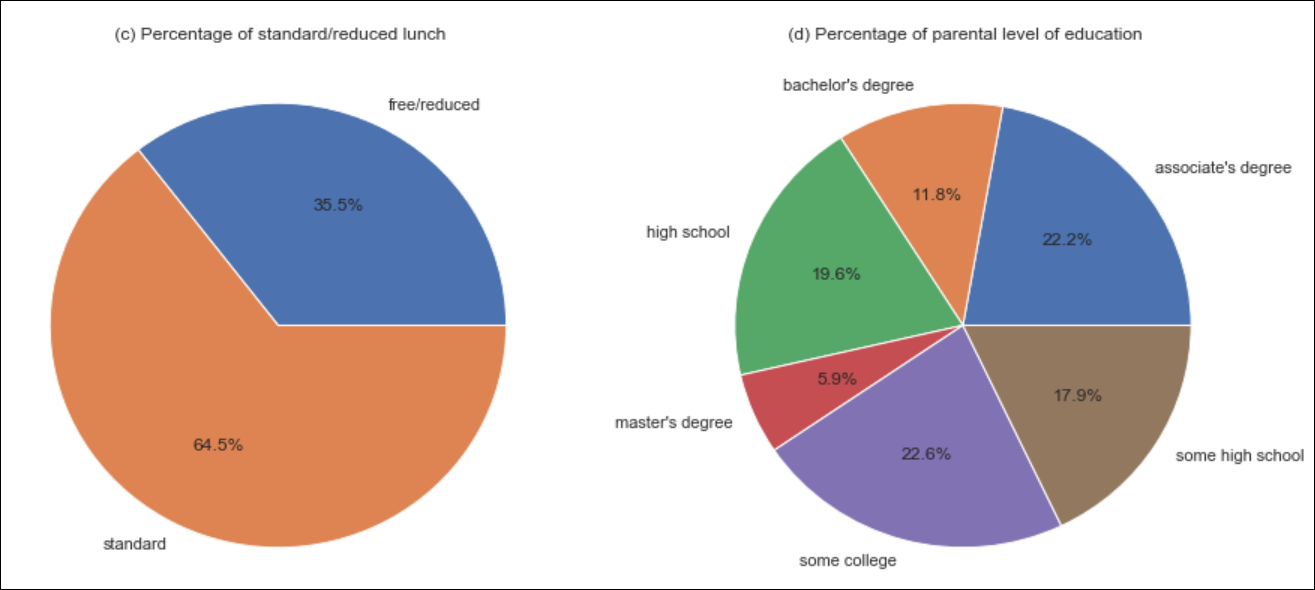 (c) Percentage of standard/reduced lunch
free/reduced
35.5%
64.5%
standard
(d) Percentage of parental level of education
bachelor's degree
associate's degree
11.8%
high school
22.2%
19.6%
5.9%
17.9%
master's degree
22.6%
some high school
some college